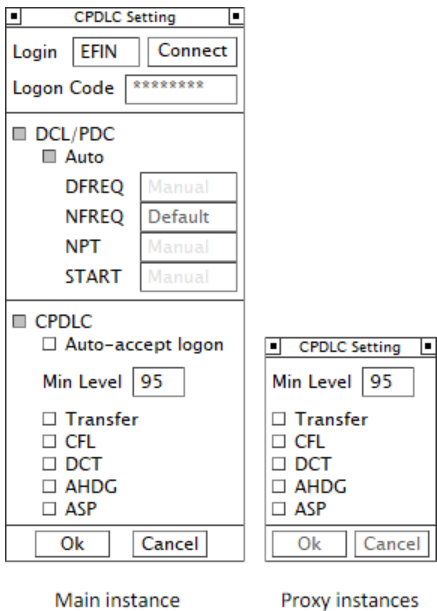 CPDLC Setting
Login EFIN Connect
Logon Code ********
DCL/PDC
Auto
DFREQ Manual
NFREQ Default
NPT Manual
START Manual
CPDLC
Auto-accept logon
Min Level 95
Transfer
CFL
DCT
AHDG
ASP
Ok Cancel
Main instance
CPDLC Setting
Min Level 95
Transfer
CFL
DCT
AHDG
ASP
Ok Cancel
Proxy instances